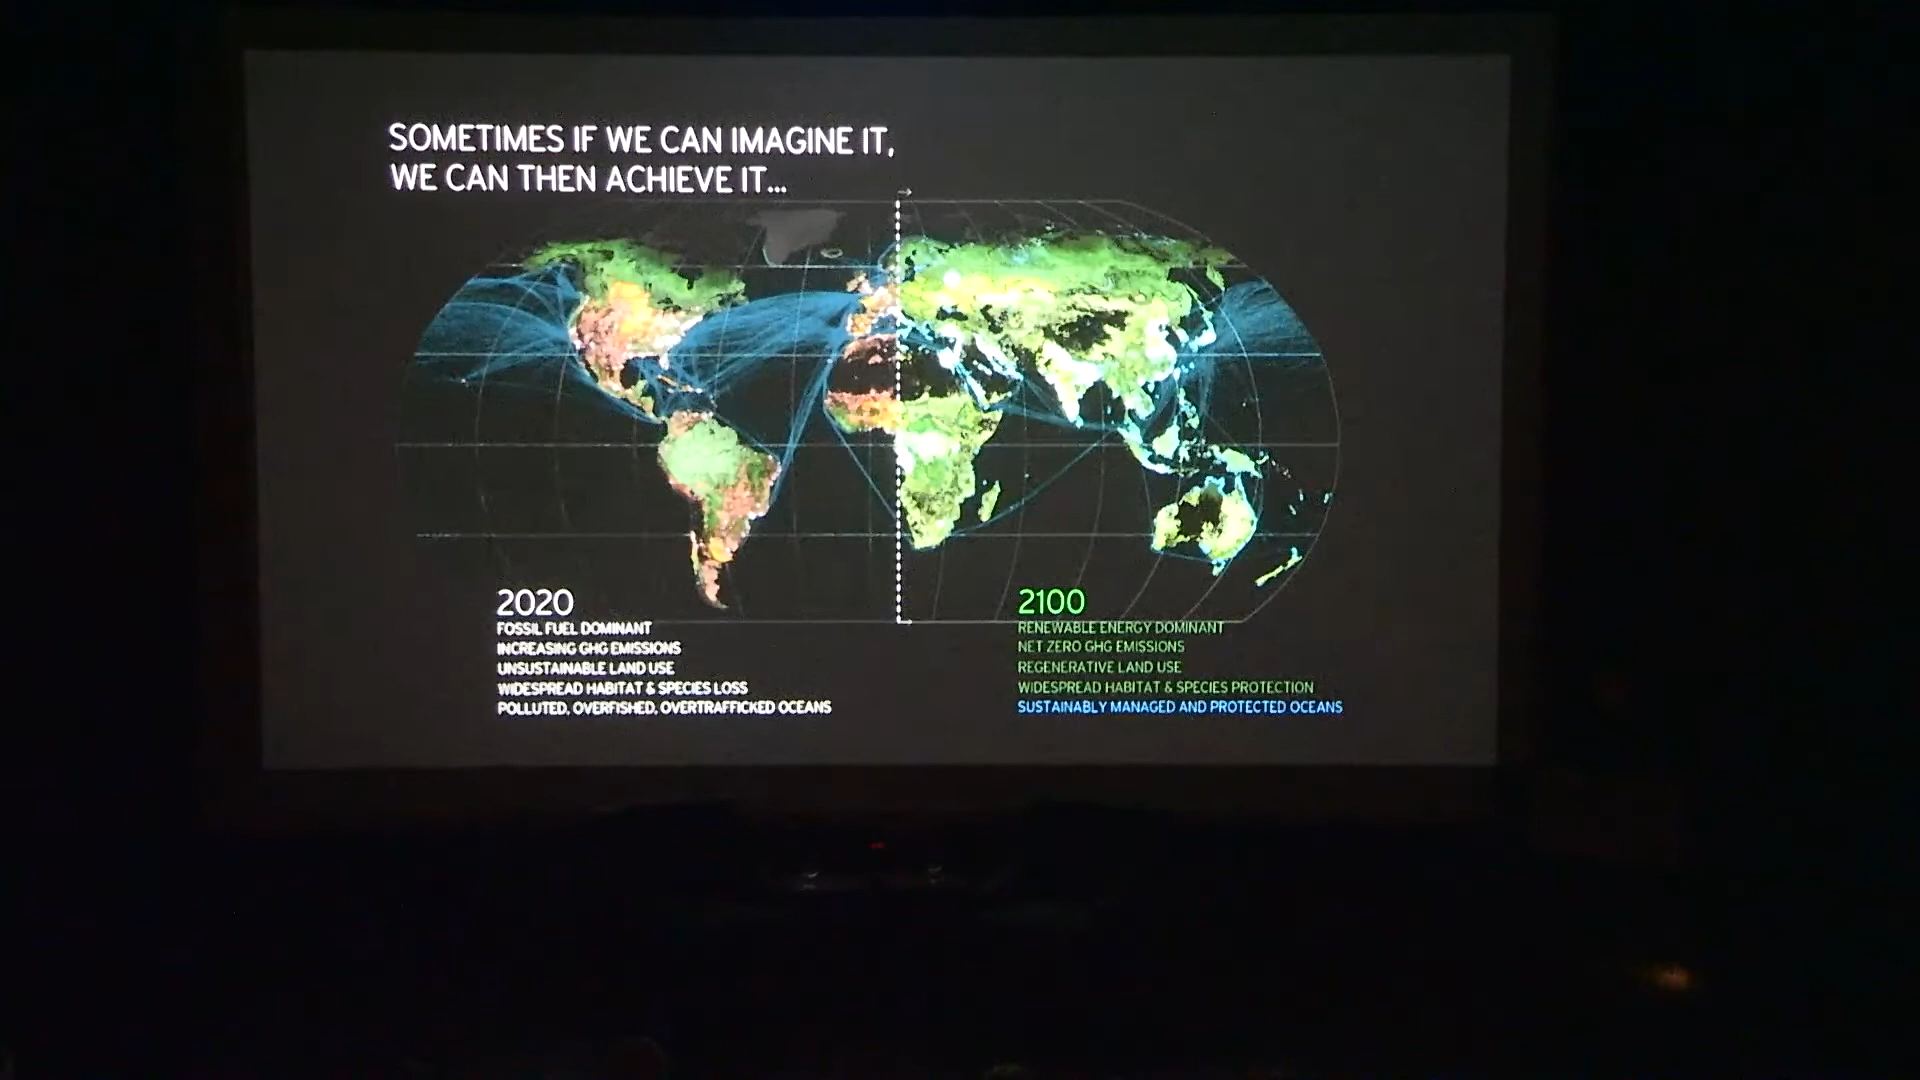 SOMETIMES IF WE CAN IMAGINE IT,
WE CAN THEN ACHIEVE IT...
2020
FOSSIL FUEL DOMINANT
INCREASING GHG EMISSIONS
UNSUSTAINABLE LAND USE
WIDESPREAD HABITAT & SPECIES LOSS
POLLUTED, OVERFISHED, OVERTRAFFICKED OCEANS
2100
RENEWABLE ENERGY DOMINANT
NET ZERO GHG EMISSIONS
REGENERATIVE LAND USE
WIDESPREAD HABITAT & SPECIES PROTECTION
SUSTAINABLY MANAGED AND PROTECTED OCEANS